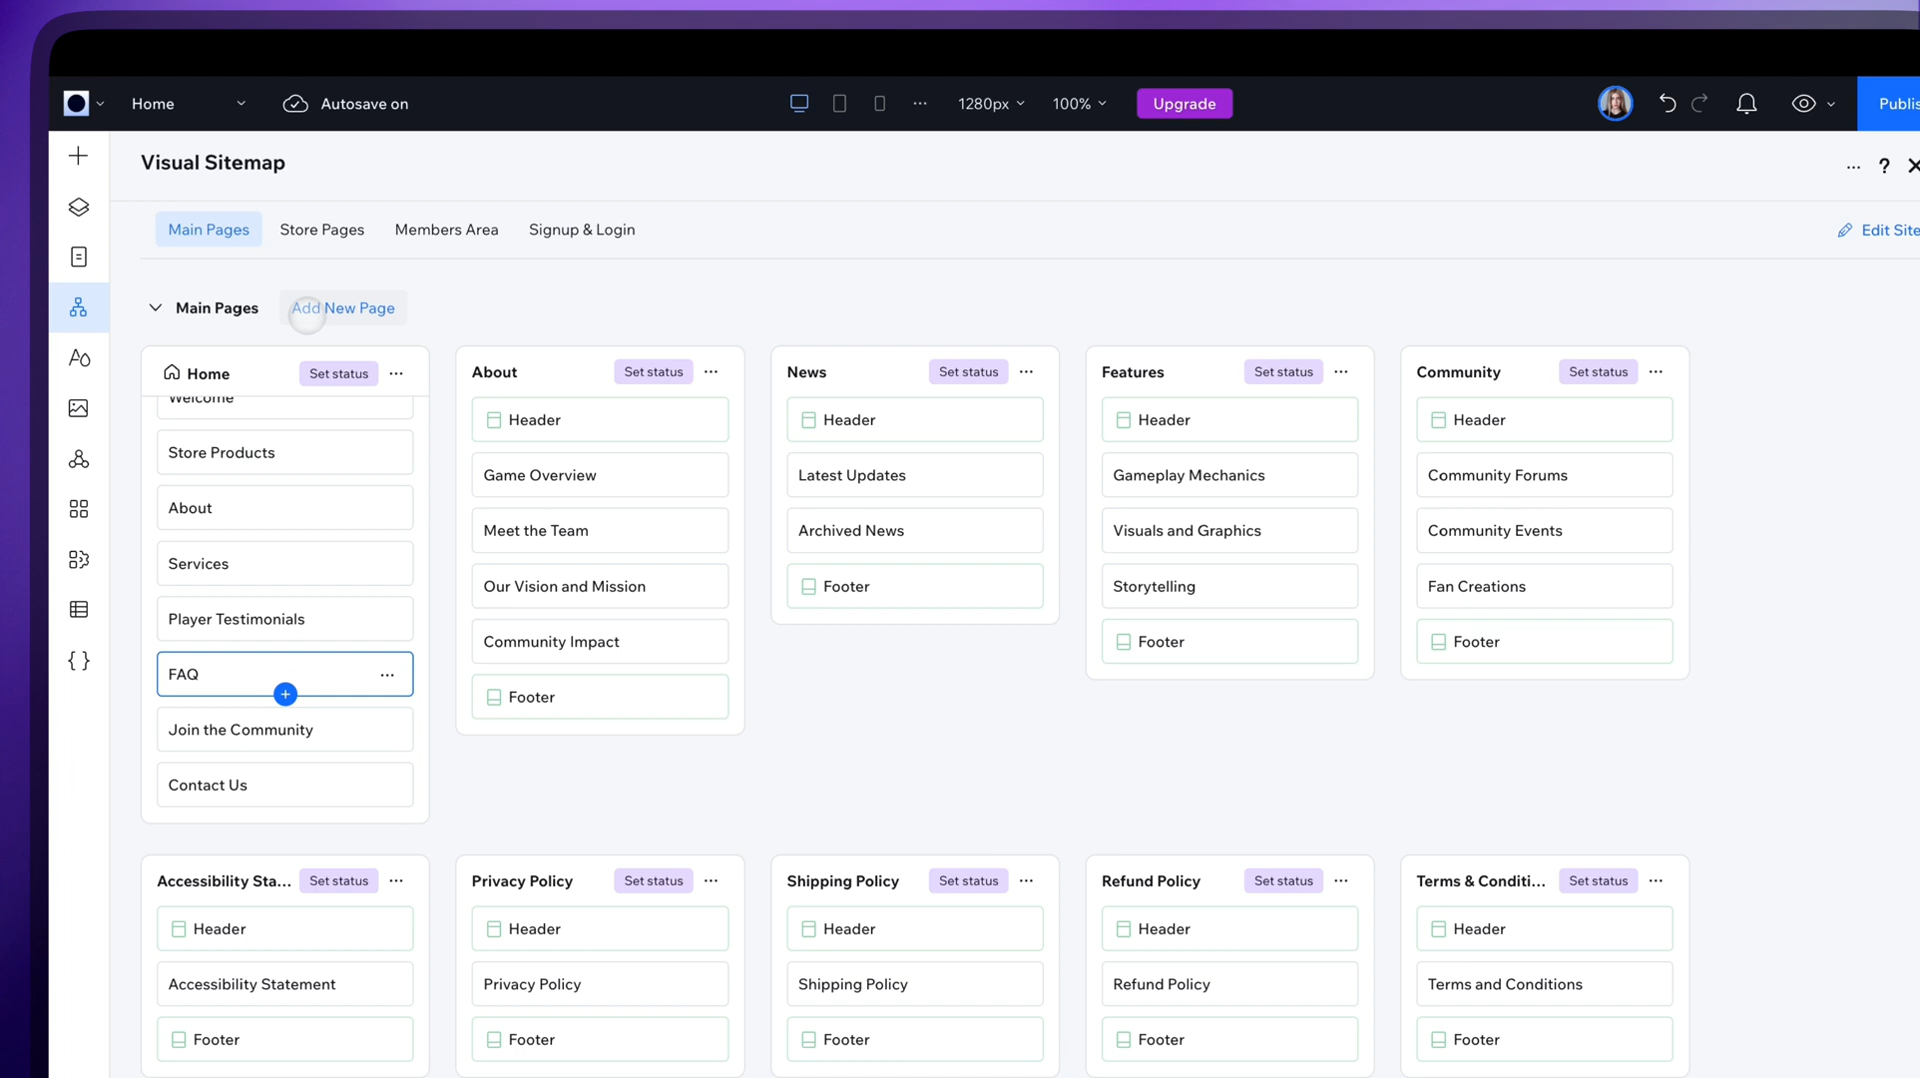 Home
Autosave on
1280px
100%
Upgrade
Publis
Visual Sitemap
?
Main Pages
Store Pages
Members Area
Signup & Login
Edit Site
Main Pages
Add New Page
Home
Set status
Welcome
Store Products
About
Services
Player Testimonials
FAQ
Join the Community
Contact Us
About
Set status
Header
Game Overview
Meet the Team
Our Vision and Mission
Community Impact
Footer
News
Set status
Header
Latest Updates
Archived News
Footer
Features
Set status
Header
Gameplay Mechanics
Visuals and Graphics
Storytelling
Footer
Community
Set status
Header
Community Forums
Community Events
Fan Creations
Footer
Accessibility Sta...
Set status
Header
Accessibility Statement
Footer
Privacy Policy
Set status
Header
Privacy Policy
Footer
Shipping Policy
Set status
Header
Shipping Policy
Footer
Refund Policy
Set status
Header
Refund Policy
Footer
Terms & Conditi...
Set status
Header
Terms and Conditions
Footer